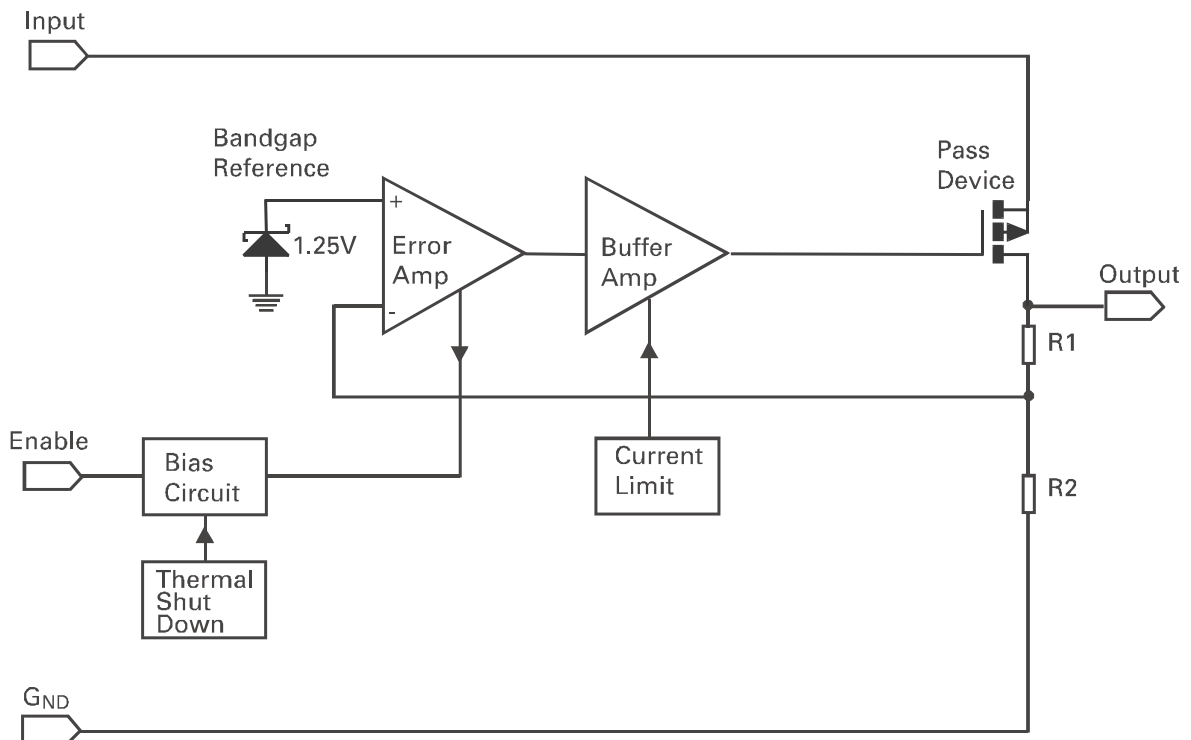 Input
Bandgap
Reference
Pass
Device
+
1.25V
Error
Amp
Buffer
Amp
-
Output
R1
Enable
Bias
Circuit
Current
Limit
R2
Thermal
Shut
Down
GND